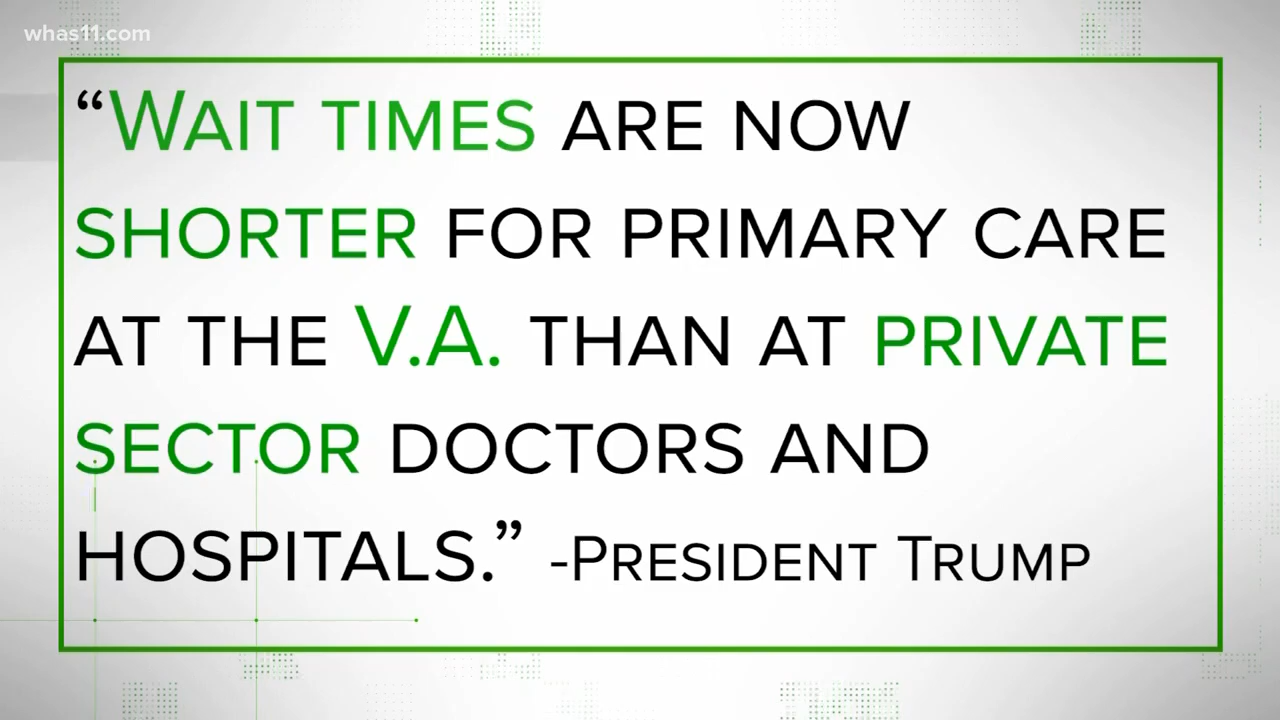 whas11.com
“WAIT TIMES ARE NOW
SHORTER FOR PRIMARY CARE
AT THE V.A. THAN AT PRIVATE
SECTOR DOCTORS AND
HOSPITALS.” -PRESIDENT TRUMP